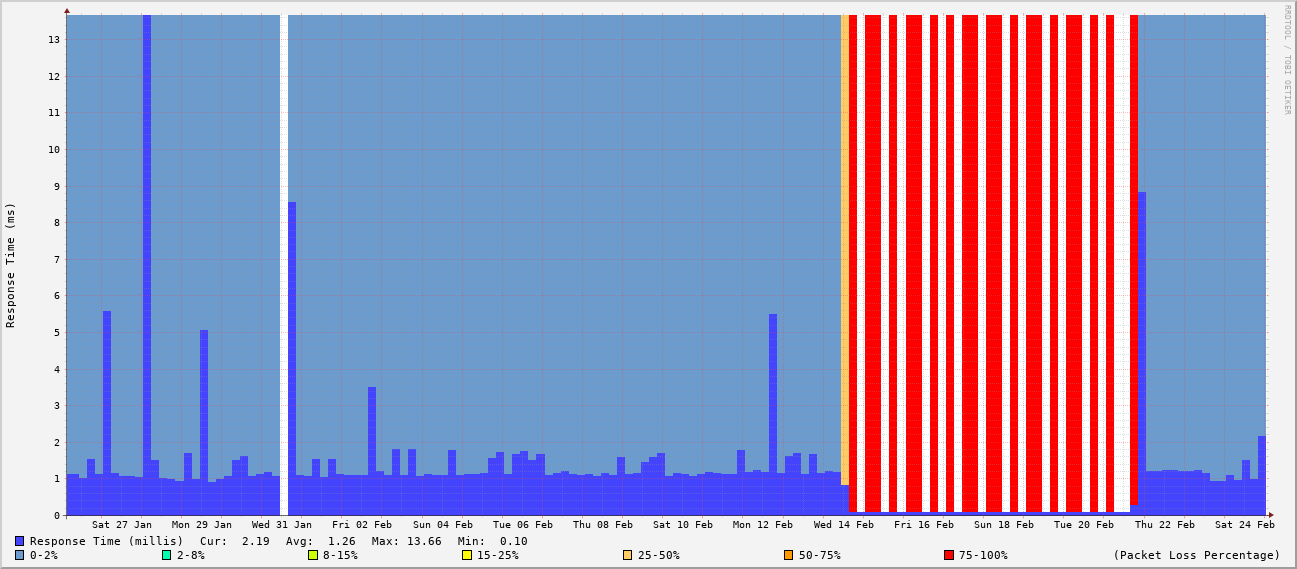 RRDTOOL / TOBI OETIKER
Response Time (ms)
13
12
11
10
9
8
7
6
5
4
3
2
1
0
Sat 27 Jan Mon 29 Jan Wed 31 Jan Fri 02 Feb Sun 04 Feb Tue 06 Feb Thu 08 Feb Sat 10 Feb Mon 12 Feb Wed 14 Feb Fri 16 Feb Sun 18 Feb Tue 20 Feb Thu 22 Feb Sat 24 Feb
Response Time (millis) Cur: 2.19 Avg: 1.26 Max: 13.66 Min: 0.10
0-2% 2-8% 8-15% 15-25% 25-50% 50-75% 75-100% (Packet Loss Percentage)